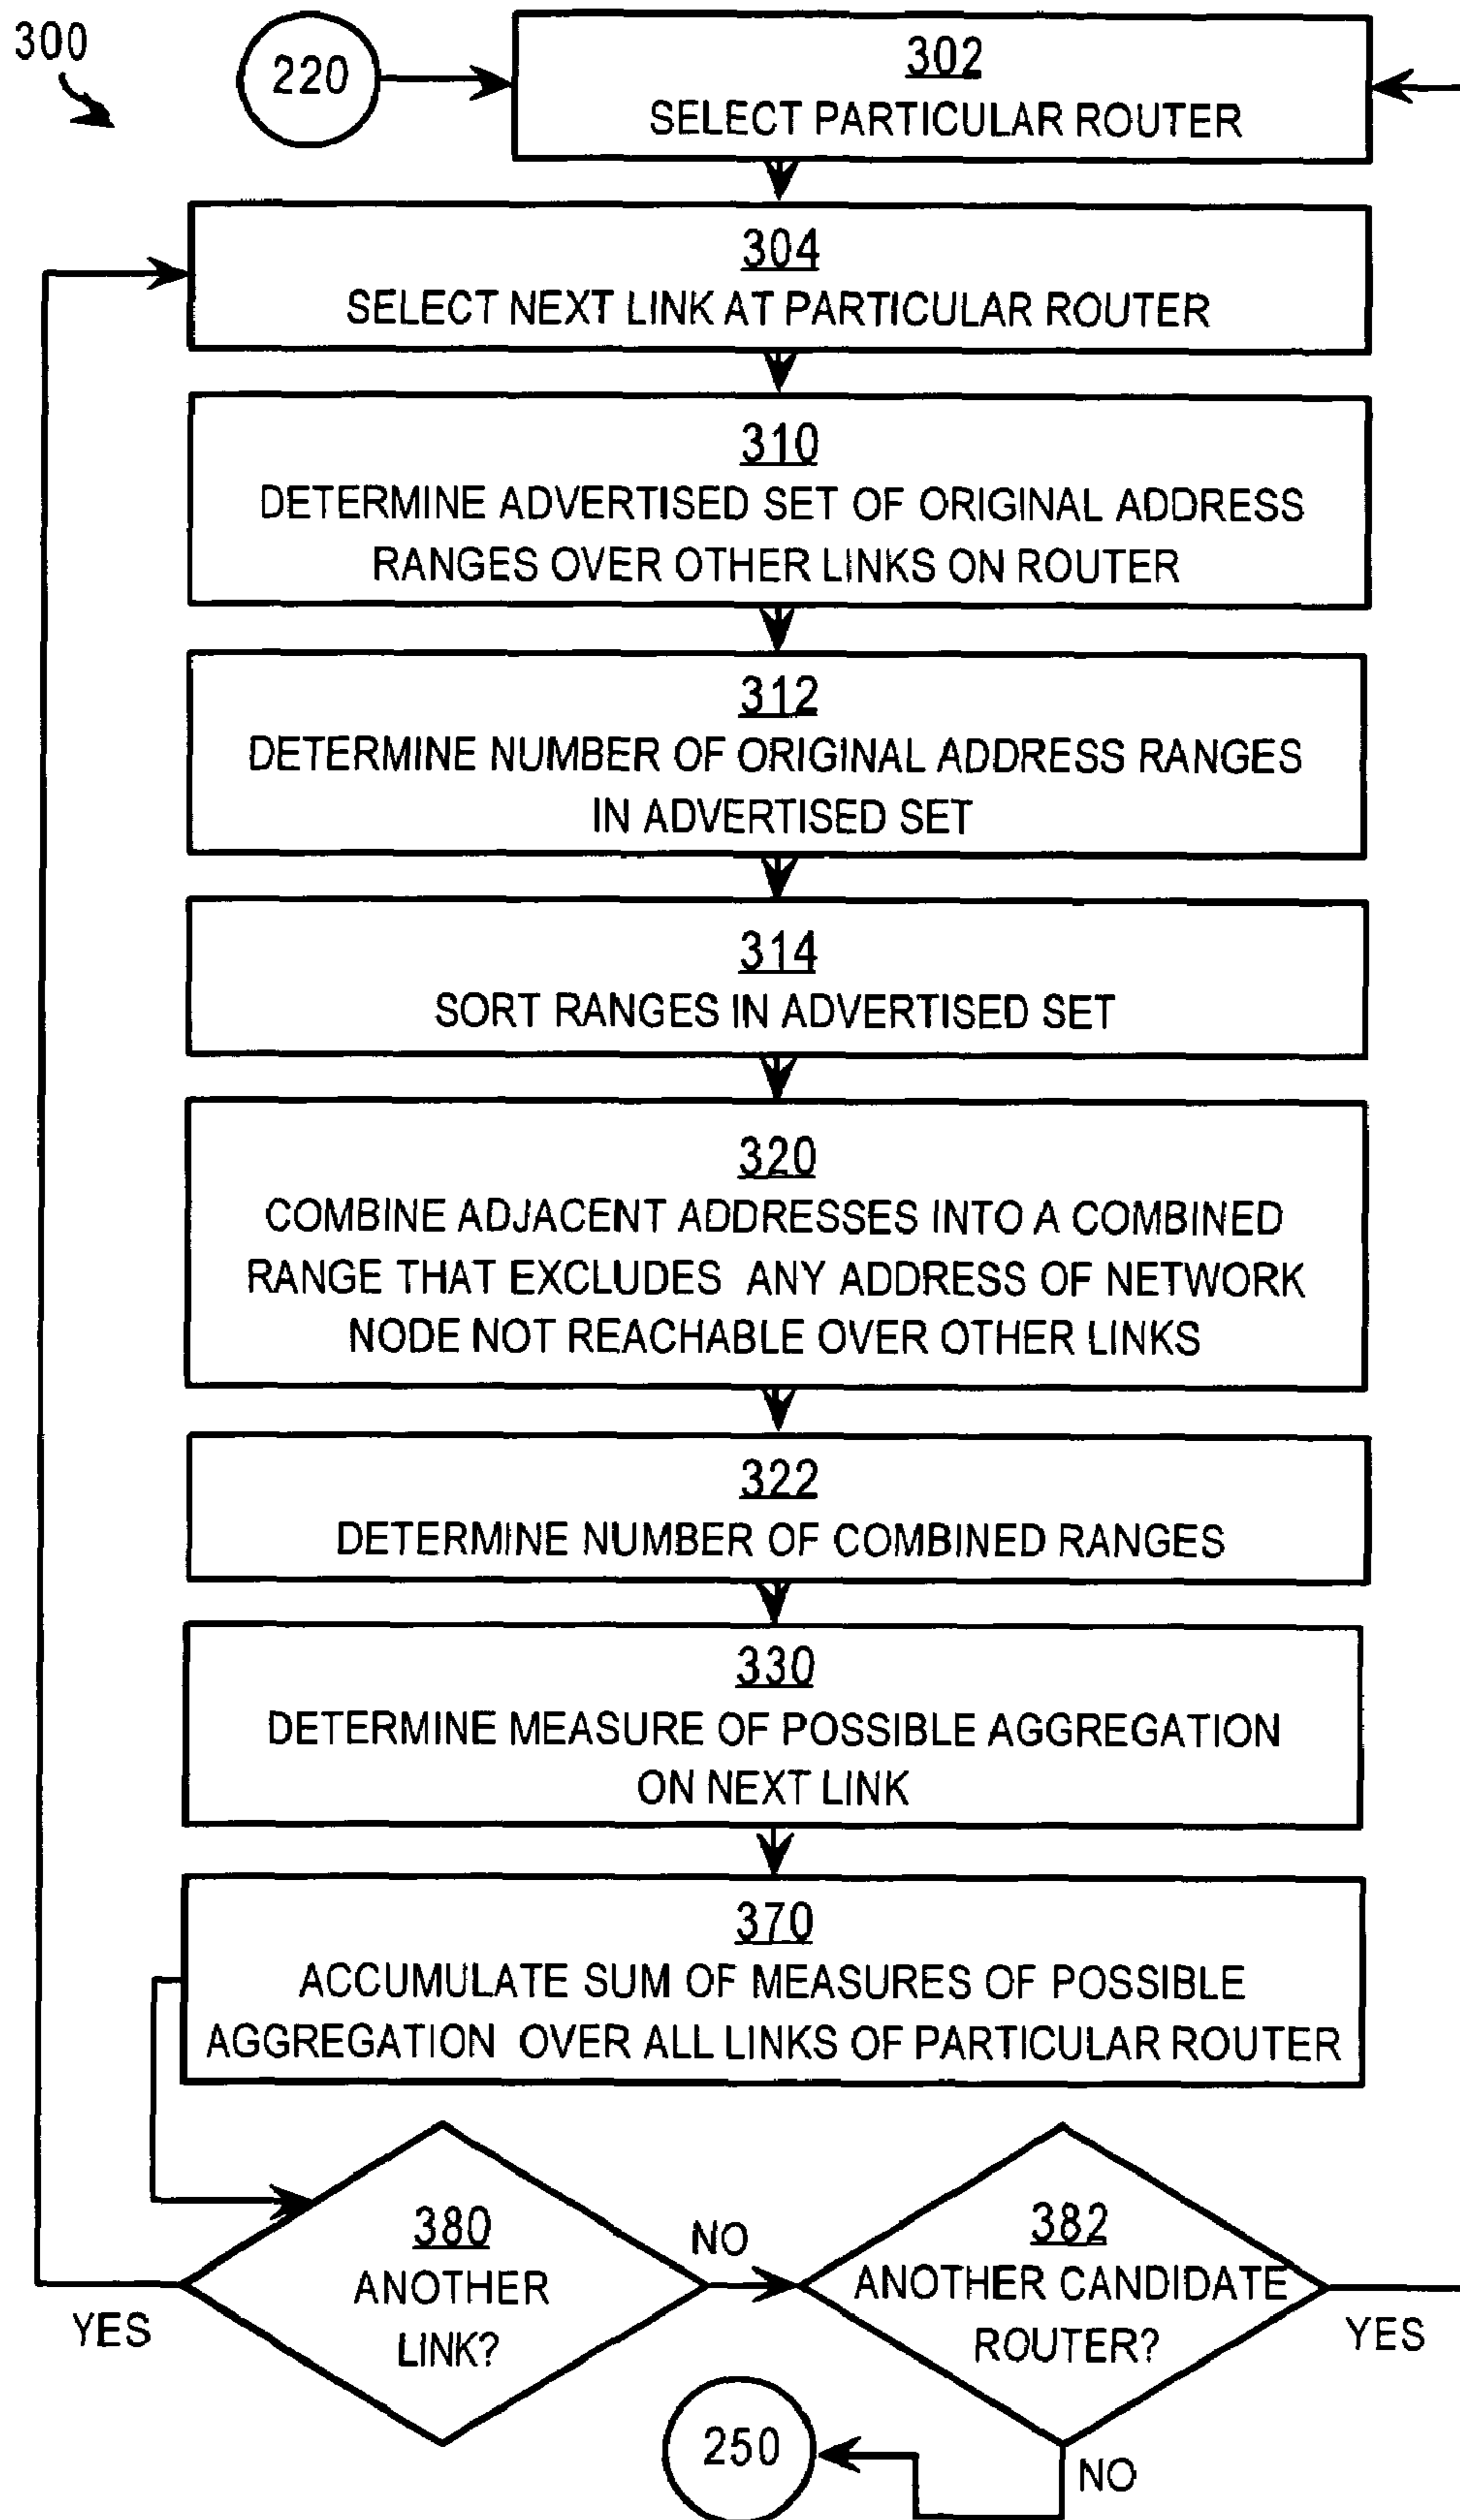 300
220
302
SELECT PARTICULAR ROUTER
304
SELECT NEXT LINK AT PARTICULAR ROUTER
310
DETERMINE ADVERTISED SET OF ORIGINAL ADDRESS
RANGES OVER OTHER LINKS ON ROUTER
312
DETERMINE NUMBER OF ORIGINAL ADDRESS RANGES
IN ADVERTISED SET
314
SORT RANGES IN ADVERTISED SET
320
COMBINE ADJACENT ADDRESSES INTO A COMBINED
RANGE THAT EXCLUDES ANY ADDRESS OF NETWORK
NODE NOT REACHABLE OVER OTHER LINKS
322
DETERMINE NUMBER OF COMBINED RANGES
330
DETERMINE MEASURE OF POSSIBLE AGGREGATION
ON NEXT LINK
370
ACCUMULATE SUM OF MEASURES OF POSSIBLE
AGGREGATION OVER ALL LINKS OF PARTICULAR ROUTER
380
ANOTHER
LINK?
YES
NO
382
ANOTHER CANDIDATE
ROUTER?
YES
NO
250